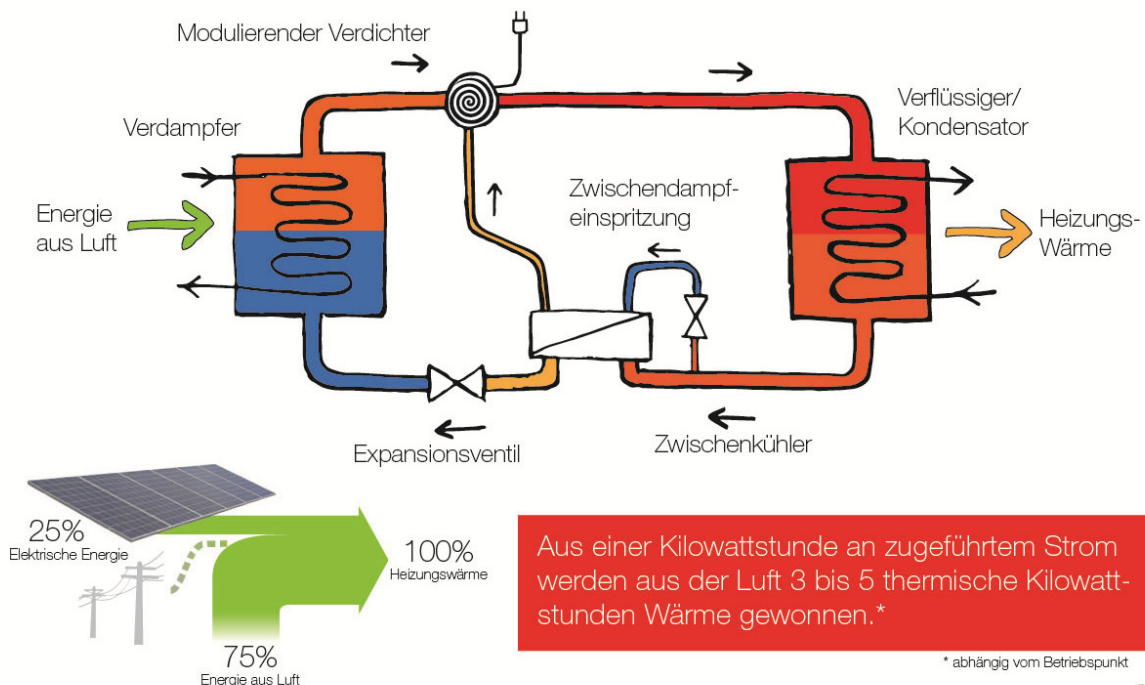 Modulierender Verdichter
Verdampfer
Verflüssiger/
Kondensator
Energie
aus Luft
Zwischendampf-
einspritzung
Heizungs-
Wärme
Expansionsventil
Zwischenkühler
25%
Elektrische Energie
100%
Heizungswärme
75%
Energie aus Luft
Aus einer Kilowattstunde an zugeführtem Strom
werden aus der Luft 3 bis 5 thermische Kilowatt-
stunden Wärme gewonnen.*
* abhängig vom Betriebspunkt